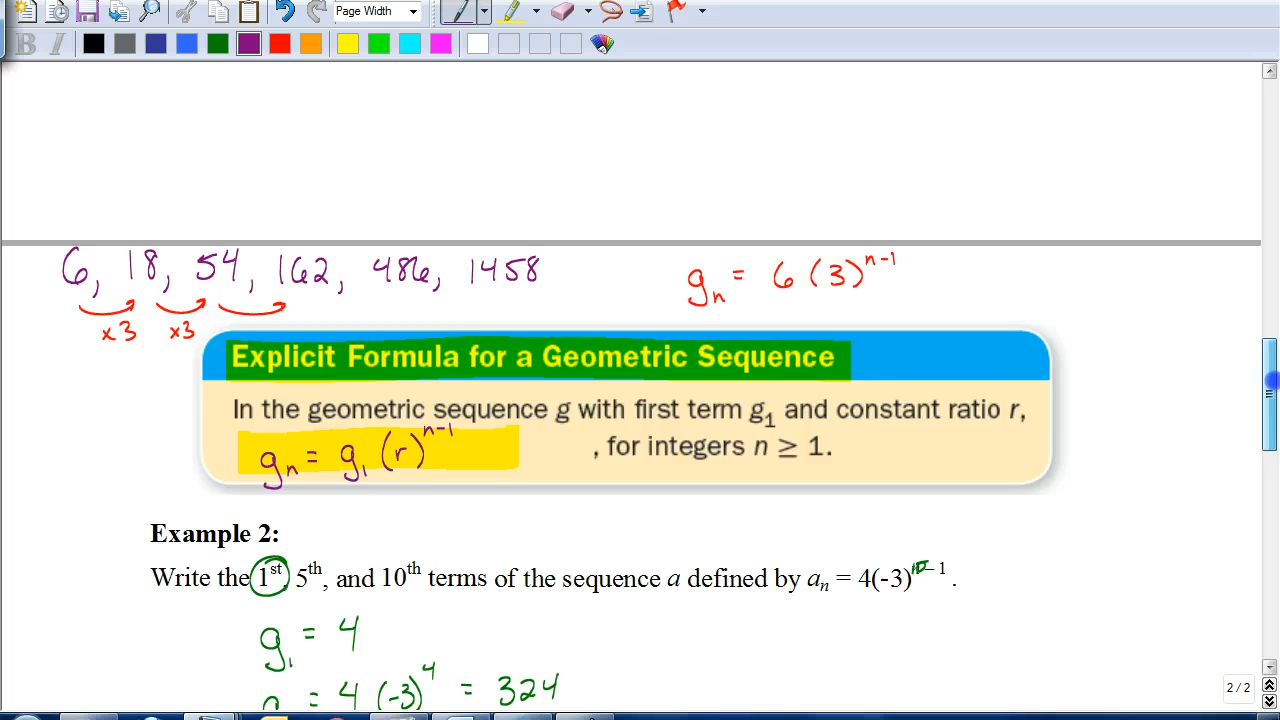 Page Width
B I
6, 18, 54, 162, 486, 1458
gₙ = 6 (3)ⁿ⁻¹
x3 x3
Explicit Formula for a Geometric Sequence
In the geometric sequence g with first term g₁ and constant ratio r,
gₙ = g₁ (r)ⁿ⁻¹ , for integers n ≥ 1.
Example 2:
Write the 1ˢᵗ, 5ᵗʰ, and 10ᵗʰ terms of the sequence a defined by aₙ = 4(-3)ⁿ⁻¹ .
g₁ = 4
= 4 (-3)⁴ = 324
2 / 2